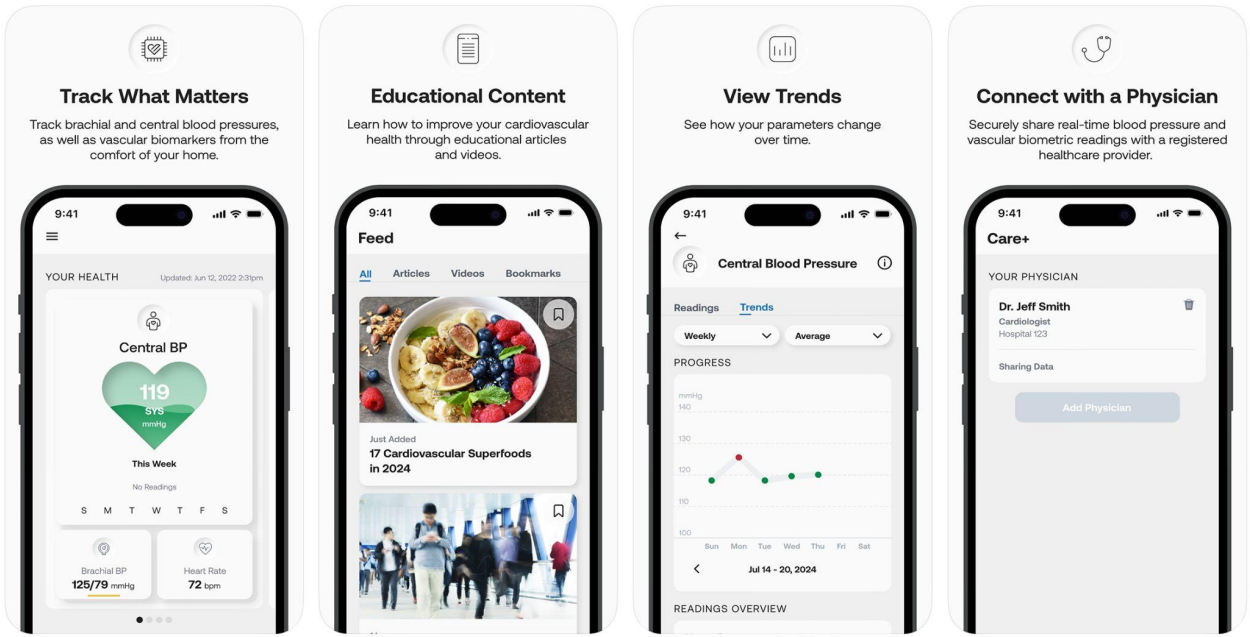 Track What Matters
Track brachial and central blood pressures,
as well as vascular biomarkers from the
comfort of your home.
9:41
YOUR HEALTH
Updated: Jun 12, 2022 2:31pm
Central BP
119
SYS
mmHg
This Week
No Readings
S M T W T F S
Brachial BP
125/79 mmHg
Heart Rate
72 bpm
Educational Content
Learn how to improve your cardiovascular
health through educational articles
and videos.
9:41
Feed
All Articles Videos Bookmarks
Just Added
17 Cardiovascular Superfoods
in 2024
View Trends
See how your parameters change
over time.
9:41
Central Blood Pressure
Readings Trends
Weekly Average
PROGRESS
mmHg
140
130
120
110
100
Sun Mon Tue Wed Thu Fri Sat
Jul 14 - 20, 2024
READINGS OVERVIEW
Connect with a Physician
Securely share real-time blood pressure and
vascular biometric readings with a registered
healthcare provider.
9:41
Care+
YOUR PHYSICIAN
Dr. Jeff Smith
Cardiologist
Hospital 123
Sharing Data
Add Physician